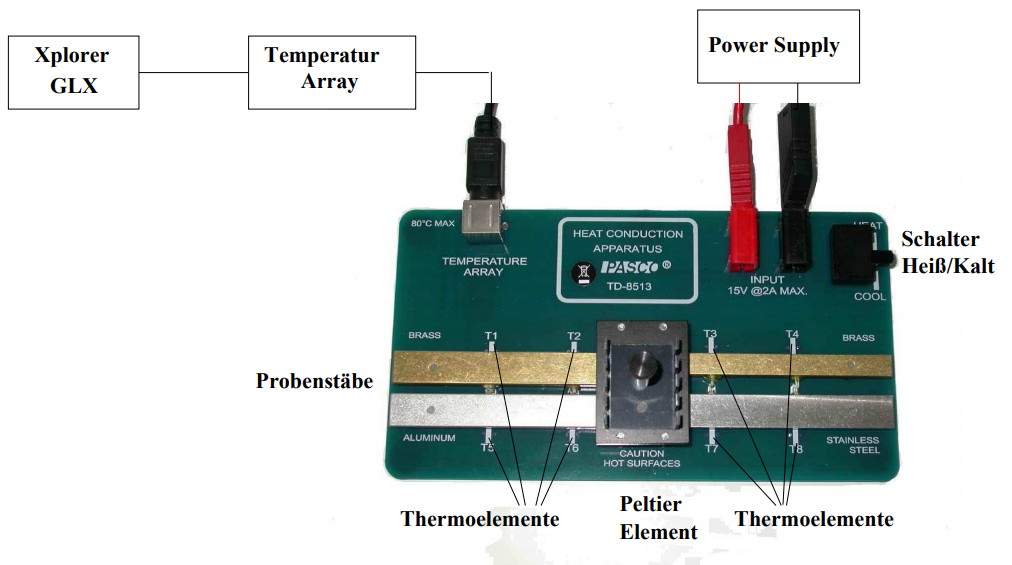 Xplorer
GLX
Temperatur
Array
Power Supply
80°C MAX
TEMPERATURE
ARRAY
HEAT CONDUCTION
APPARATUS
PASCO ®
TD-8513
INPUT
15V @2A MAX.
HEAT
COOL
Schalter
Heiß/Kalt
BRASS
T1
T2
T3
T4
BRASS
Probenstäbe
ALUMINUM
T5
T6
CAUTION
HOT SURFACES
T7
T8
STAINLESS
STEEL
Thermoelemente
Peltier
Element
Thermoelemente